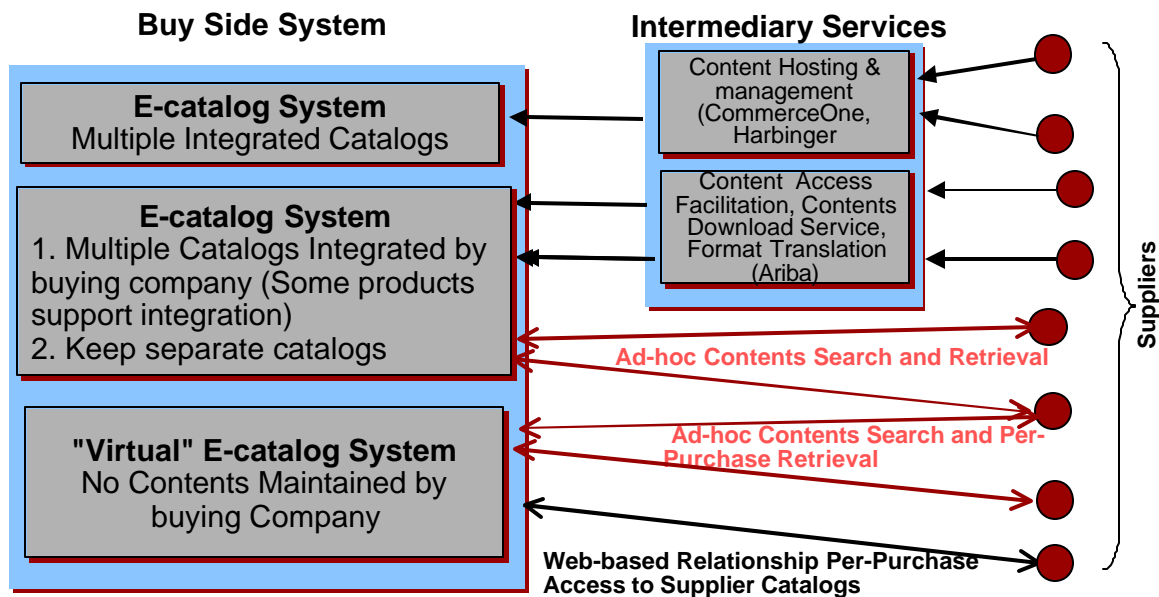 Buy Side System
Intermediary Services
E-catalog System
Multiple Integrated Catalogs
E-catalog System
1. Multiple Catalogs Integrated by
buying company (Some products
support integration)
2. Keep separate catalogs
"Virtual" E-catalog System
No Contents Maintained by
buying Company
Content Hosting &
management
(CommerceOne,
Harbinger
Content  Access
Facilitation, Contents
Download Service,
Format Translation
(Ariba)
Ad-hoc Contents Search and Retrieval
Ad-hoc Contents Search and Per-
Purchase Retrieval
Web-based Relationship Per-Purchase
Access to Supplier Catalogs
Suppliers